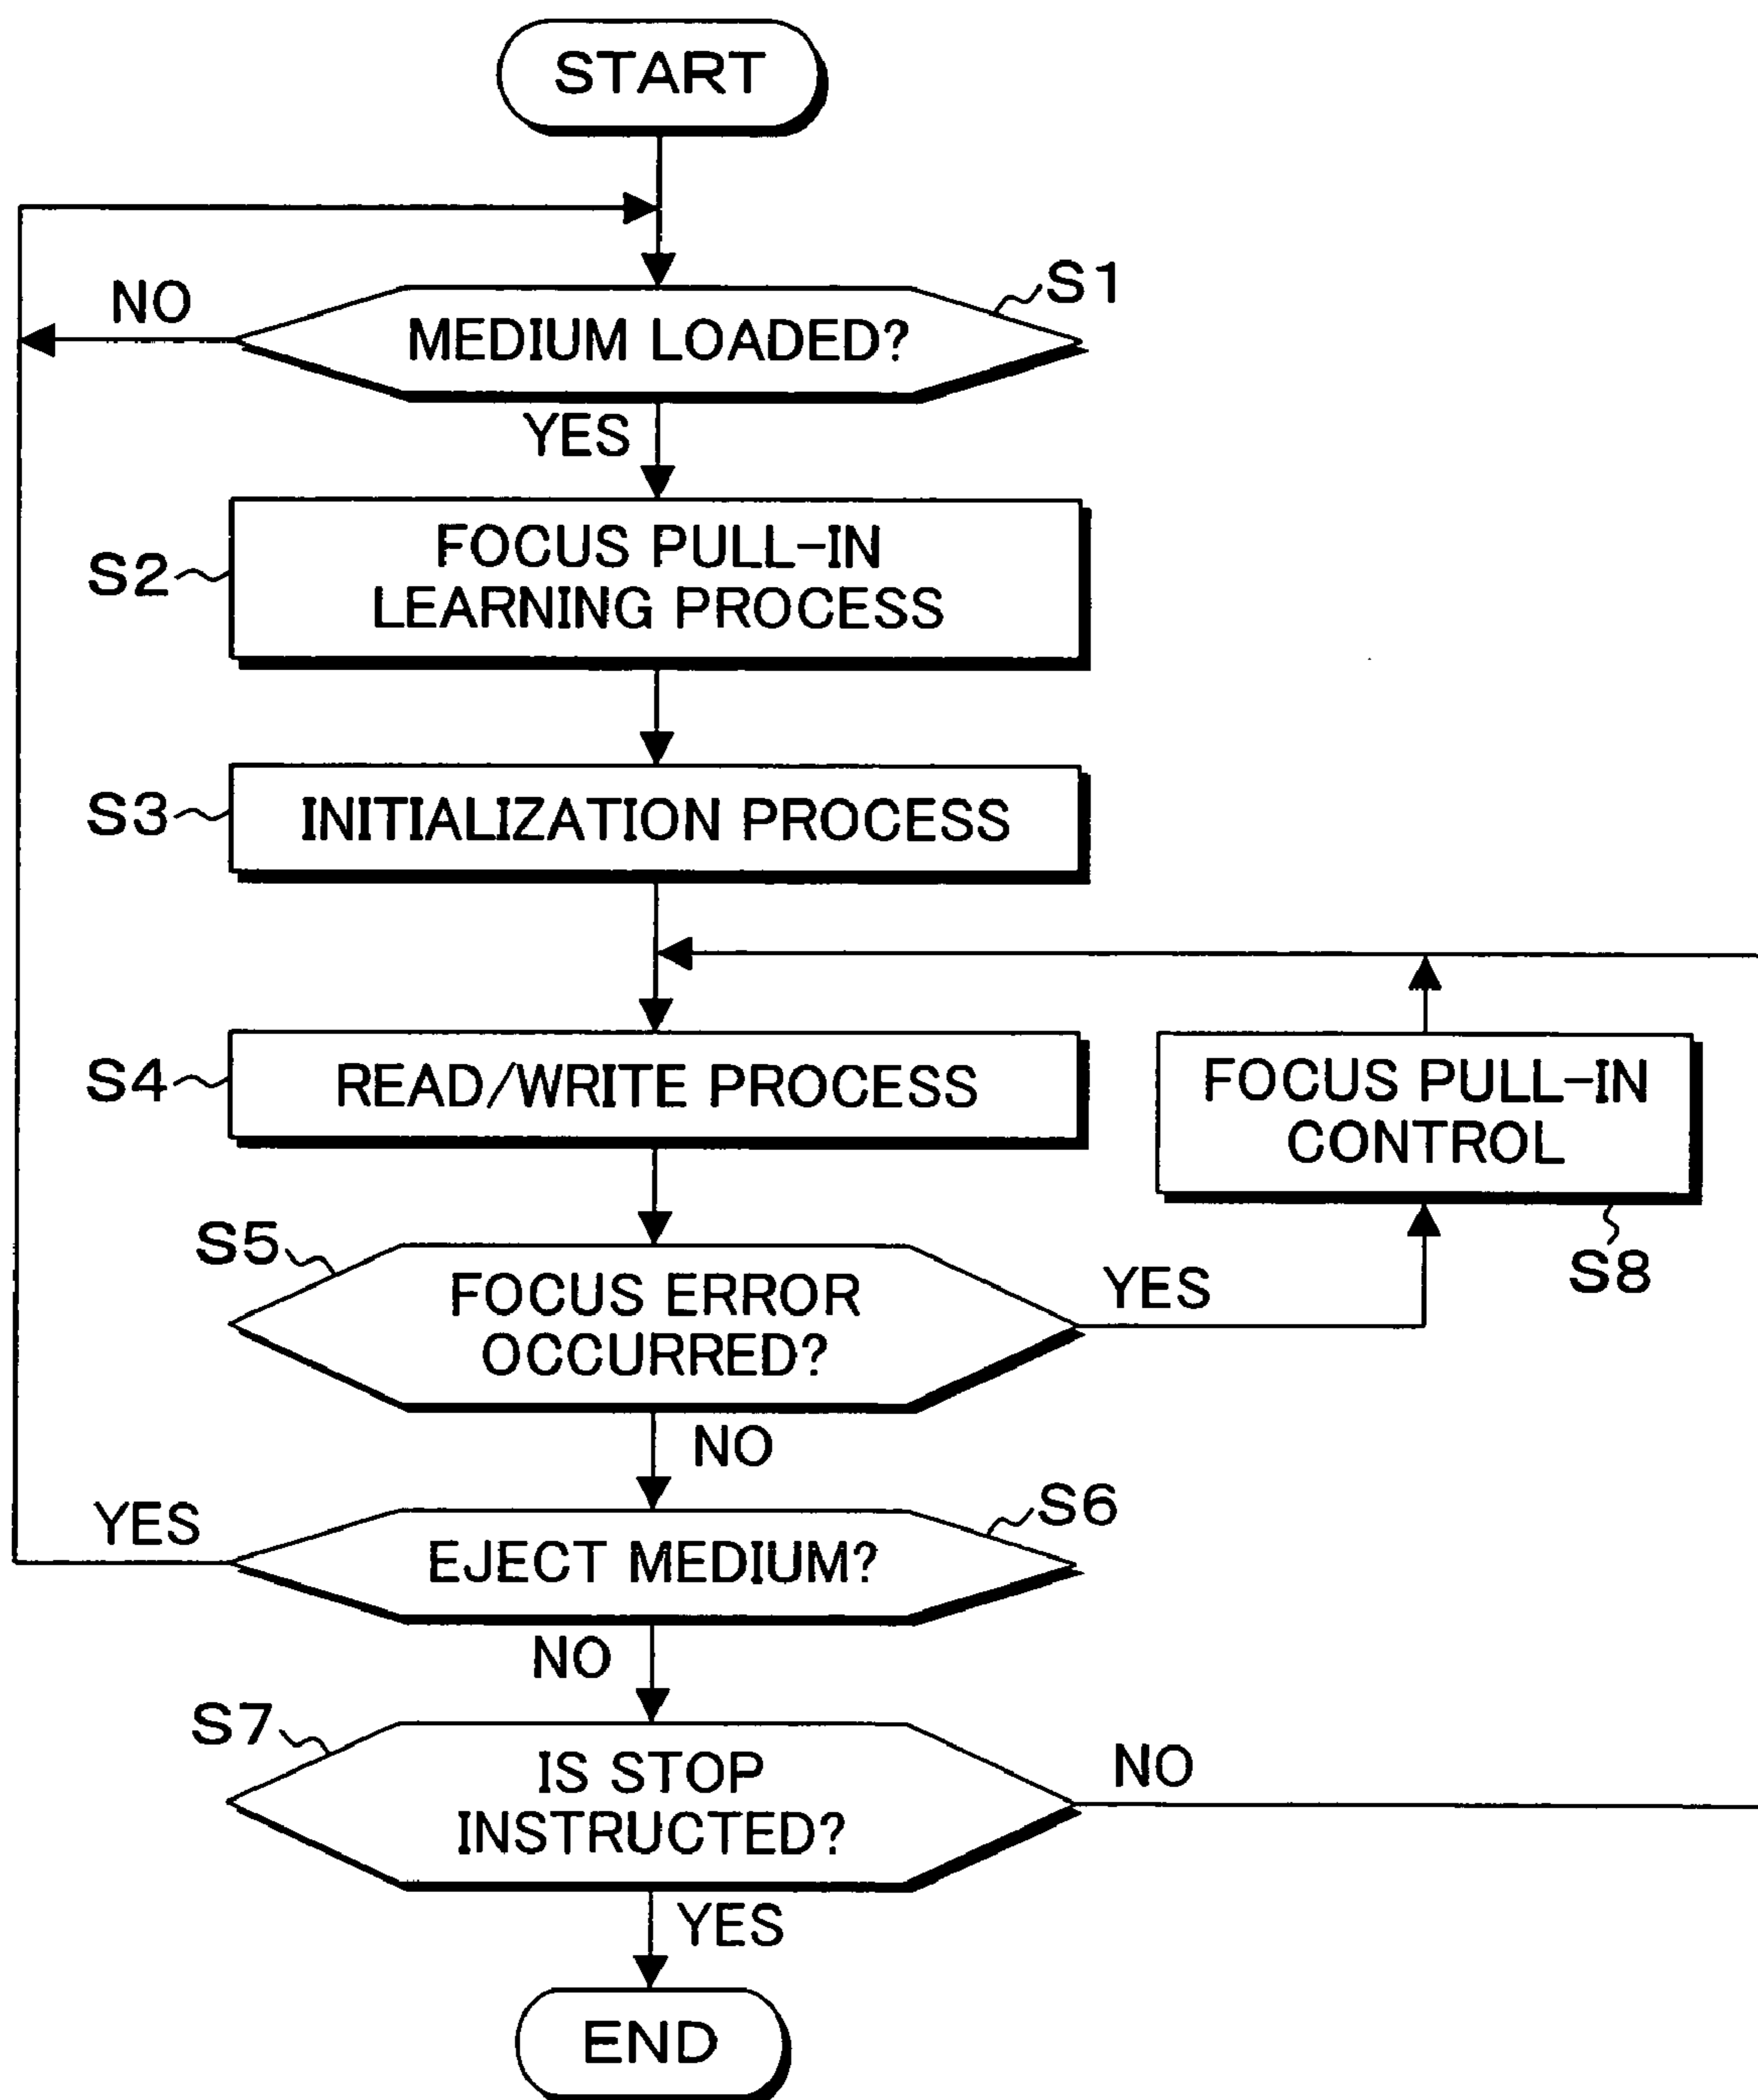 START
NO
MEDIUM LOADED?
S1
YES
S2
FOCUS PULL-IN
LEARNING PROCESS
S3
INITIALIZATION PROCESS
S4
READ/WRITE PROCESS
FOCUS PULL-IN
CONTROL
S8
S5
FOCUS ERROR
OCCURRED?
YES
NO
S6
YES
EJECT MEDIUM?
NO
S7
IS STOP
INSTRUCTED?
NO
YES
END